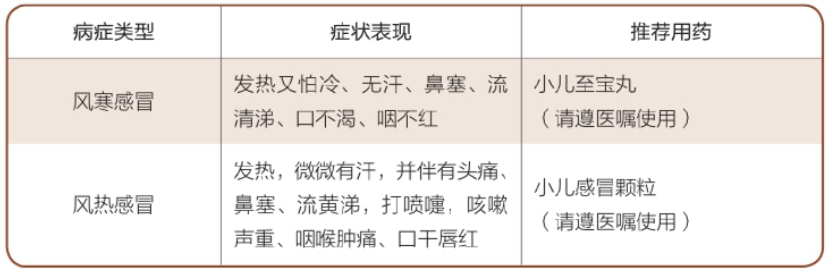 病症类型 症状表现 推荐用药
风寒感冒
发热又怕冷、无汗、鼻塞、流
清涕、口不渴、咽不红
小儿至宝丸
（请遵医嘱使用）
风热感冒
发热，微微有汗，并伴有头痛、
鼻塞、流黄涕，打喷嚏，咳嗽
声重、咽喉肿痛、口干唇红
小儿感冒颗粒
（请遵医嘱使用）